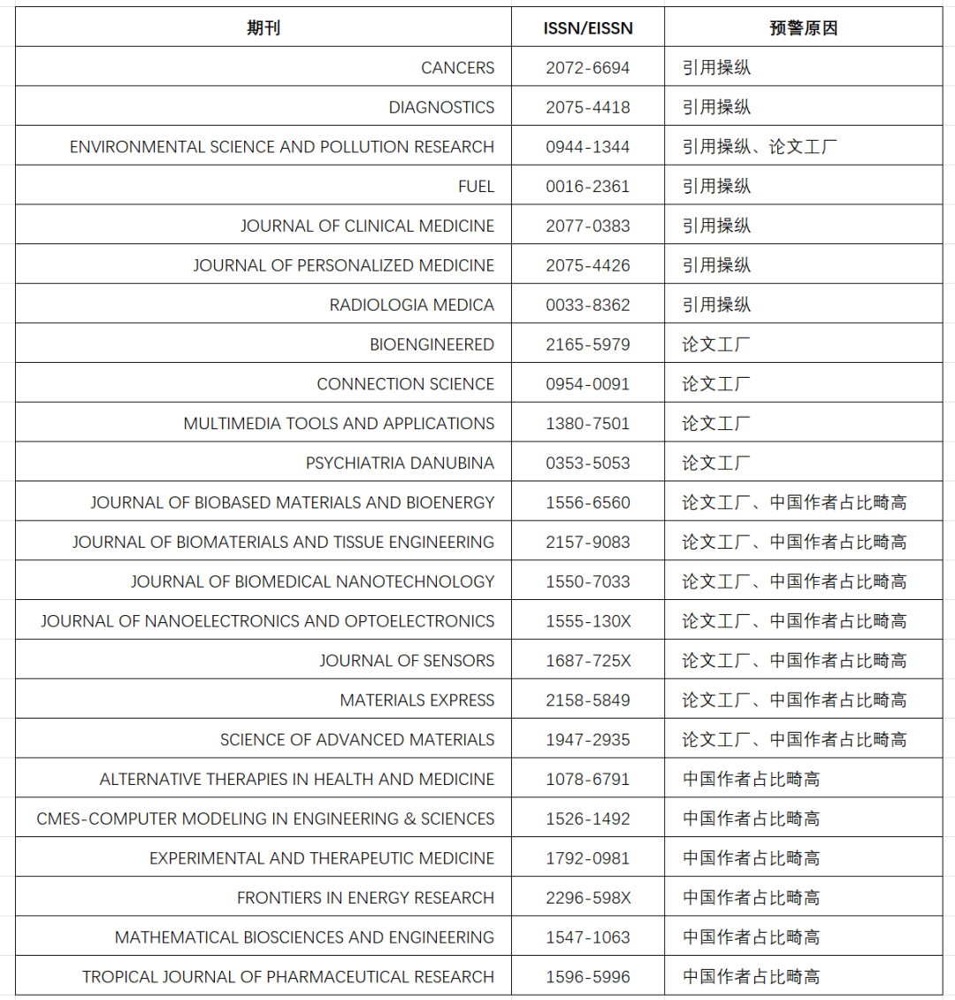 期刊 ISSN/EISSN 预警原因
CANCERS 2072-6694 引用操纵
DIAGNOSTICS 2075-4418 引用操纵
ENVIRONMENTAL SCIENCE AND POLLUTION RESEARCH 0944-1344 引用操纵、论文工厂
FUEL 0016-2361 引用操纵
JOURNAL OF CLINICAL MEDICINE 2077-0383 引用操纵
JOURNAL OF PERSONALIZED MEDICINE 2075-4426 引用操纵
RADIOLOGIA MEDICA 0033-8362 引用操纵
BIOENGINEERED 2165-5979 论文工厂
CONNECTION SCIENCE 0954-0091 论文工厂
MULTIMEDIA TOOLS AND APPLICATIONS 1380-7501 论文工厂
PSYCHIATRIA DANUBINA 0353-5053 论文工厂
JOURNAL OF BIOBASED MATERIALS AND BIOENERGY 1556-6560 论文工厂、中国作者占比畸高
JOURNAL OF BIOMATERIALS AND TISSUE ENGINEERING 2157-9083 论文工厂、中国作者占比畸高
JOURNAL OF BIOMEDICAL NANOTECHNOLOGY 1550-7033 论文工厂、中国作者占比畸高
JOURNAL OF NANOELECTRONICS AND OPTOELECTRONICS 1555-130X 论文工厂、中国作者占比畸高
JOURNAL OF SENSORS 1687-725X 论文工厂、中国作者占比畸高
MATERIALS EXPRESS 2158-5849 论文工厂、中国作者占比畸高
SCIENCE OF ADVANCED MATERIALS 1947-2935 论文工厂、中国作者占比畸高
ALTERNATIVE THERAPIES IN HEALTH AND MEDICINE 1078-6791 中国作者占比畸高
CMES-COMPUTER MODELING IN ENGINEERING & SCIENCES 1526-1492 中国作者占比畸高
EXPERIMENTAL AND THERAPEUTIC MEDICINE 1792-0981 中国作者占比畸高
FRONTIERS IN ENERGY RESEARCH 2296-598X 中国作者占比畸高
MATHEMATICAL BIOSCIENCES AND ENGINEERING 1547-1063 中国作者占比畸高
TROPICAL JOURNAL OF PHARMACEUTICAL RESEARCH 1596-5996 中国作者占比畸高